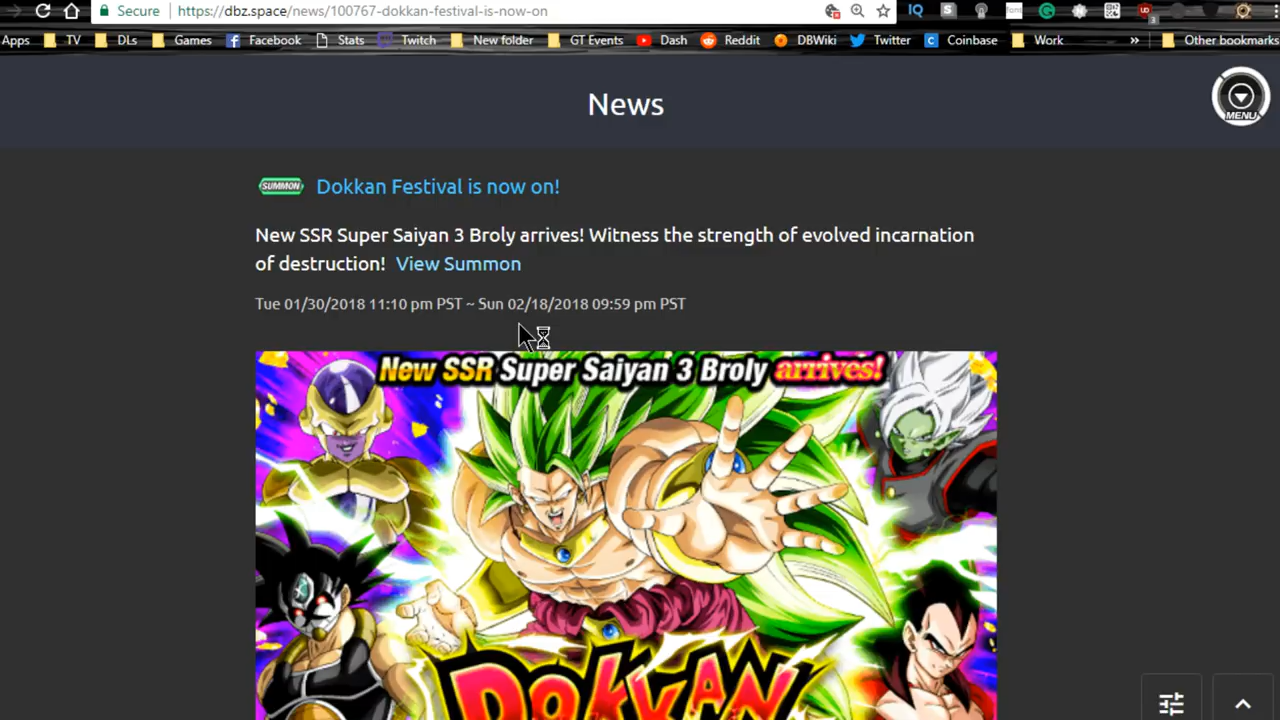 Secure https://dbz.space/news/100767-dokkan-festival-is-now-on
IQ S font
3
Apps TV DLs Games Facebook Stats Twitch New folder GT Events Dash Reddit DBWiki Twitter Coinbase Work » Other bookmarks
News
MENU
SUMMON Dokkan Festival is now on!
New SSR Super Saiyan 3 Broly arrives! Witness the strength of evolved incarnation
of destruction! View Summon
Tue 01/30/2018 11:10 pm PST ~ Sun 02/18/2018 09:59 pm PST
New SSR Super Saiyan 3 Broly arrives!
DOKKAN